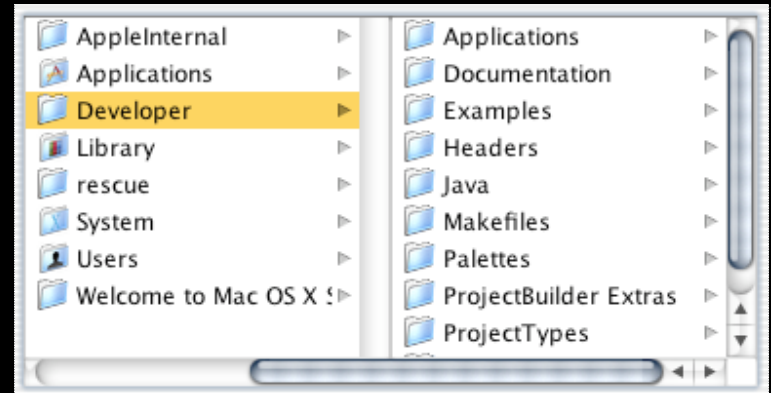 AppleInternal
Applications
Developer
Library
rescue
System
Users
Welcome to Mac OS X
Applications
Documentation
Examples
Headers
Java
Makefiles
Palettes
ProjectBuilder Extras
ProjectTypes